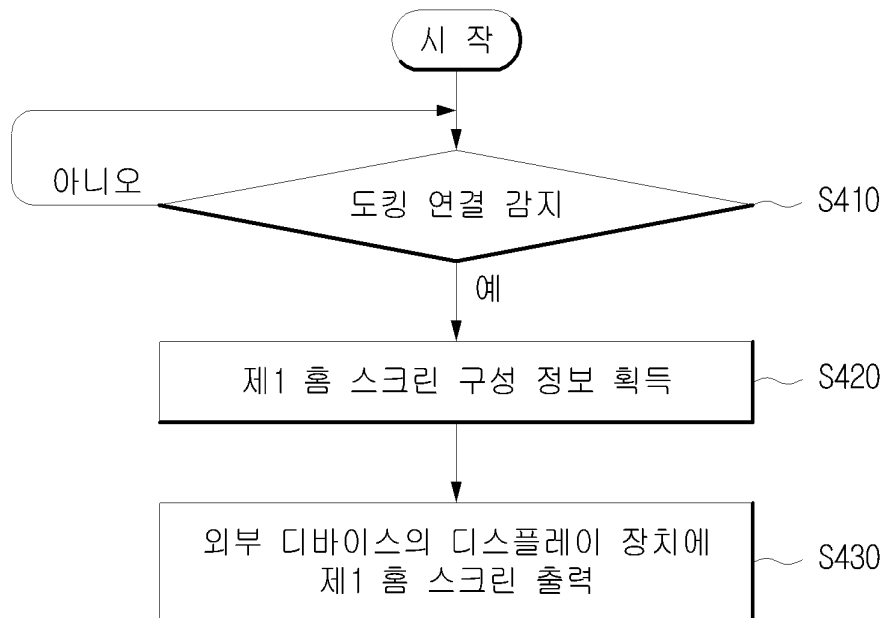 시 작
아니오
도킹 연결 감지
S410
예
제1 홈 스크린 구성 정보 획득
S420
외부 디바이스의 디스플레이 장치에
제1 홈 스크린 출력
S430